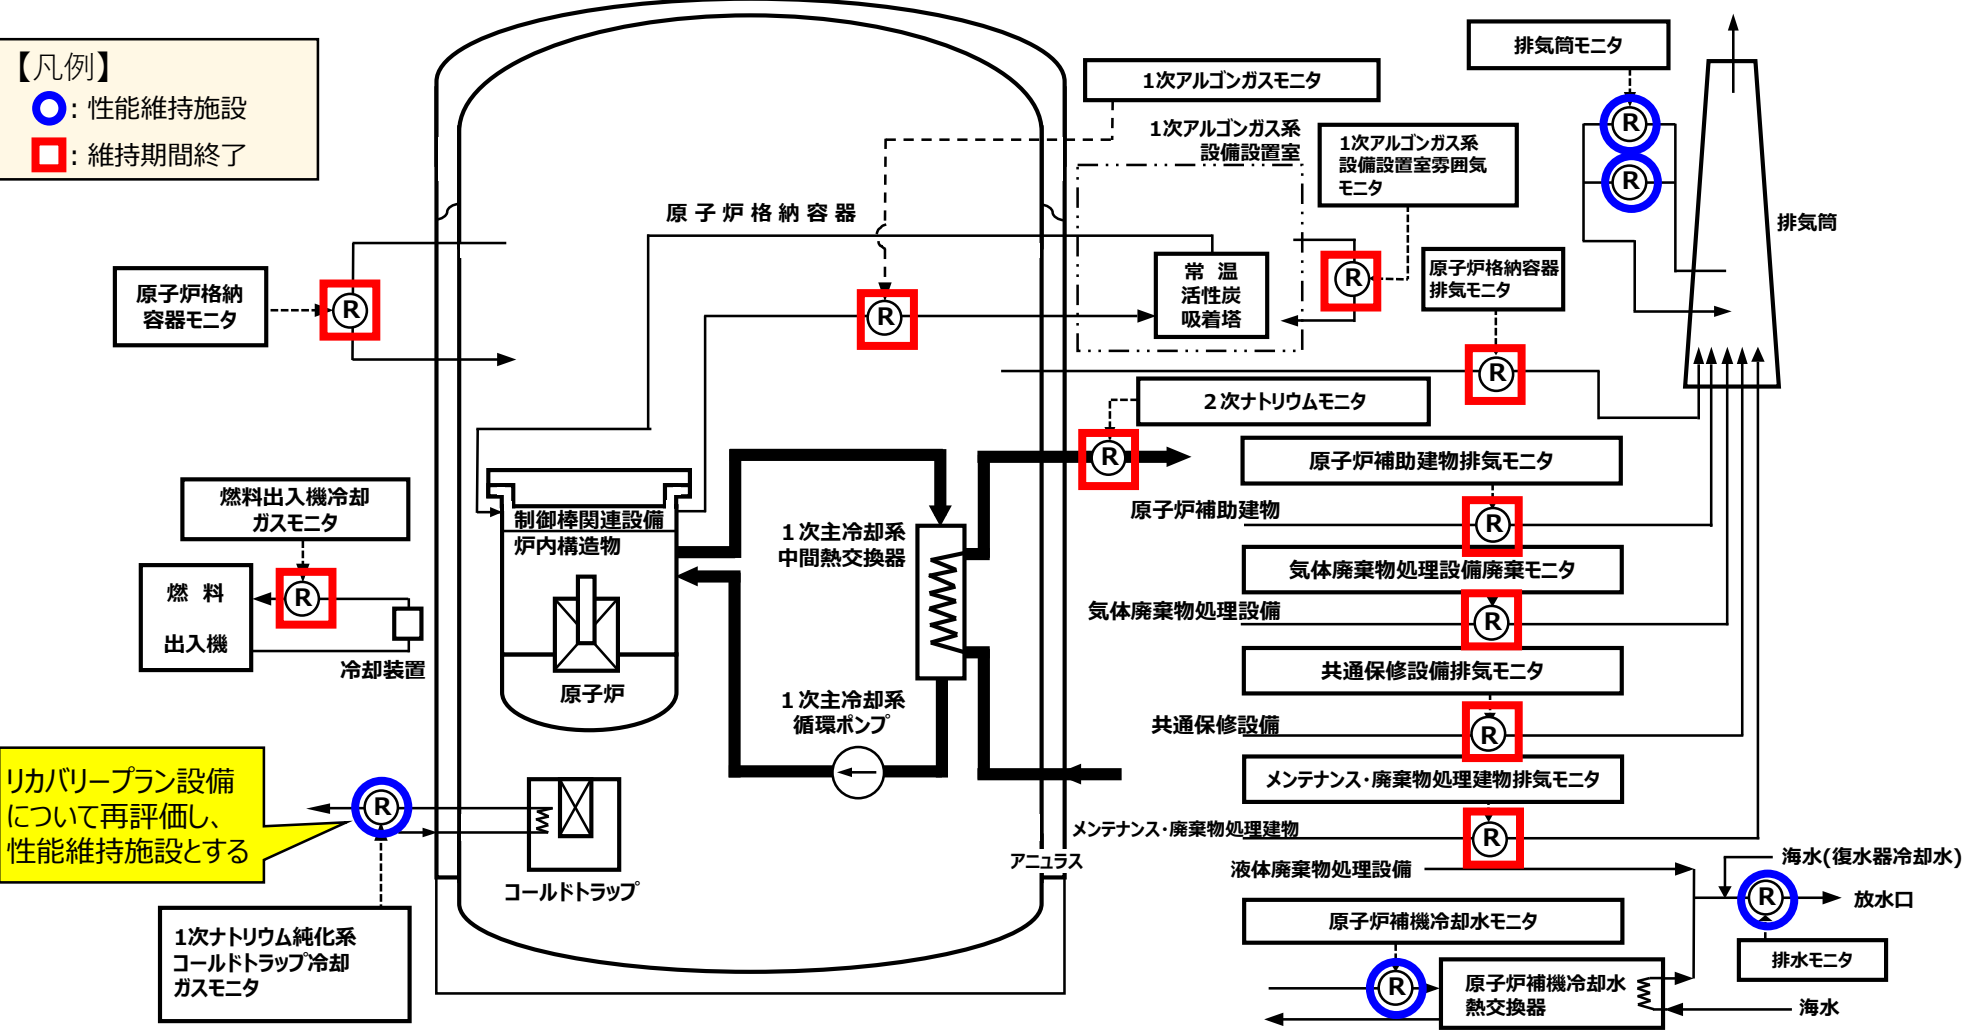 【凡例】
：性能維持施設
：維持期間終了
排気筒モニタ
1次アルゴンガスモニタ
1次アルゴンガス系
設備設置室
1次アルゴンガス系
設備設置室雰囲気
モニタ
R
R
排気筒
原子炉格納容器
原子炉格納
容器モニタ
R
R
常 温
活性炭
吸着塔
R
原子炉格納容器
排気モニタ
R
２次ナトリウムモニタ
R
原子炉補助建物排気モニタ
原子炉補助建物
R
燃料出入機冷却
ガスモニタ
制御棒関連設備
炉内構造物
１次主冷却系
中間熱交換器
気体廃棄物処理設備廃棄モニタ
燃 料
出入機
R
冷却装置
気体廃棄物処理設備
R
共通保修設備排気モニタ
原子炉
１次主冷却系
循環ポンプ
共通保修設備
R
リカバリープラン設備
について再評価し、
性能維持施設とする
R
メンテナンス・廃棄物処理建物排気モニタ
メンテナンス・廃棄物処理建物
R
アニュラス
コールドトラップ
液体廃棄物処理設備
海水(復水器冷却水)
R
放水口
1次ナトリウム純化系
コールドトラップ冷却
ガスモニタ
原子炉補機冷却水モニタ
排水モニタ
R
原子炉補機冷却水
熱交換器
海水